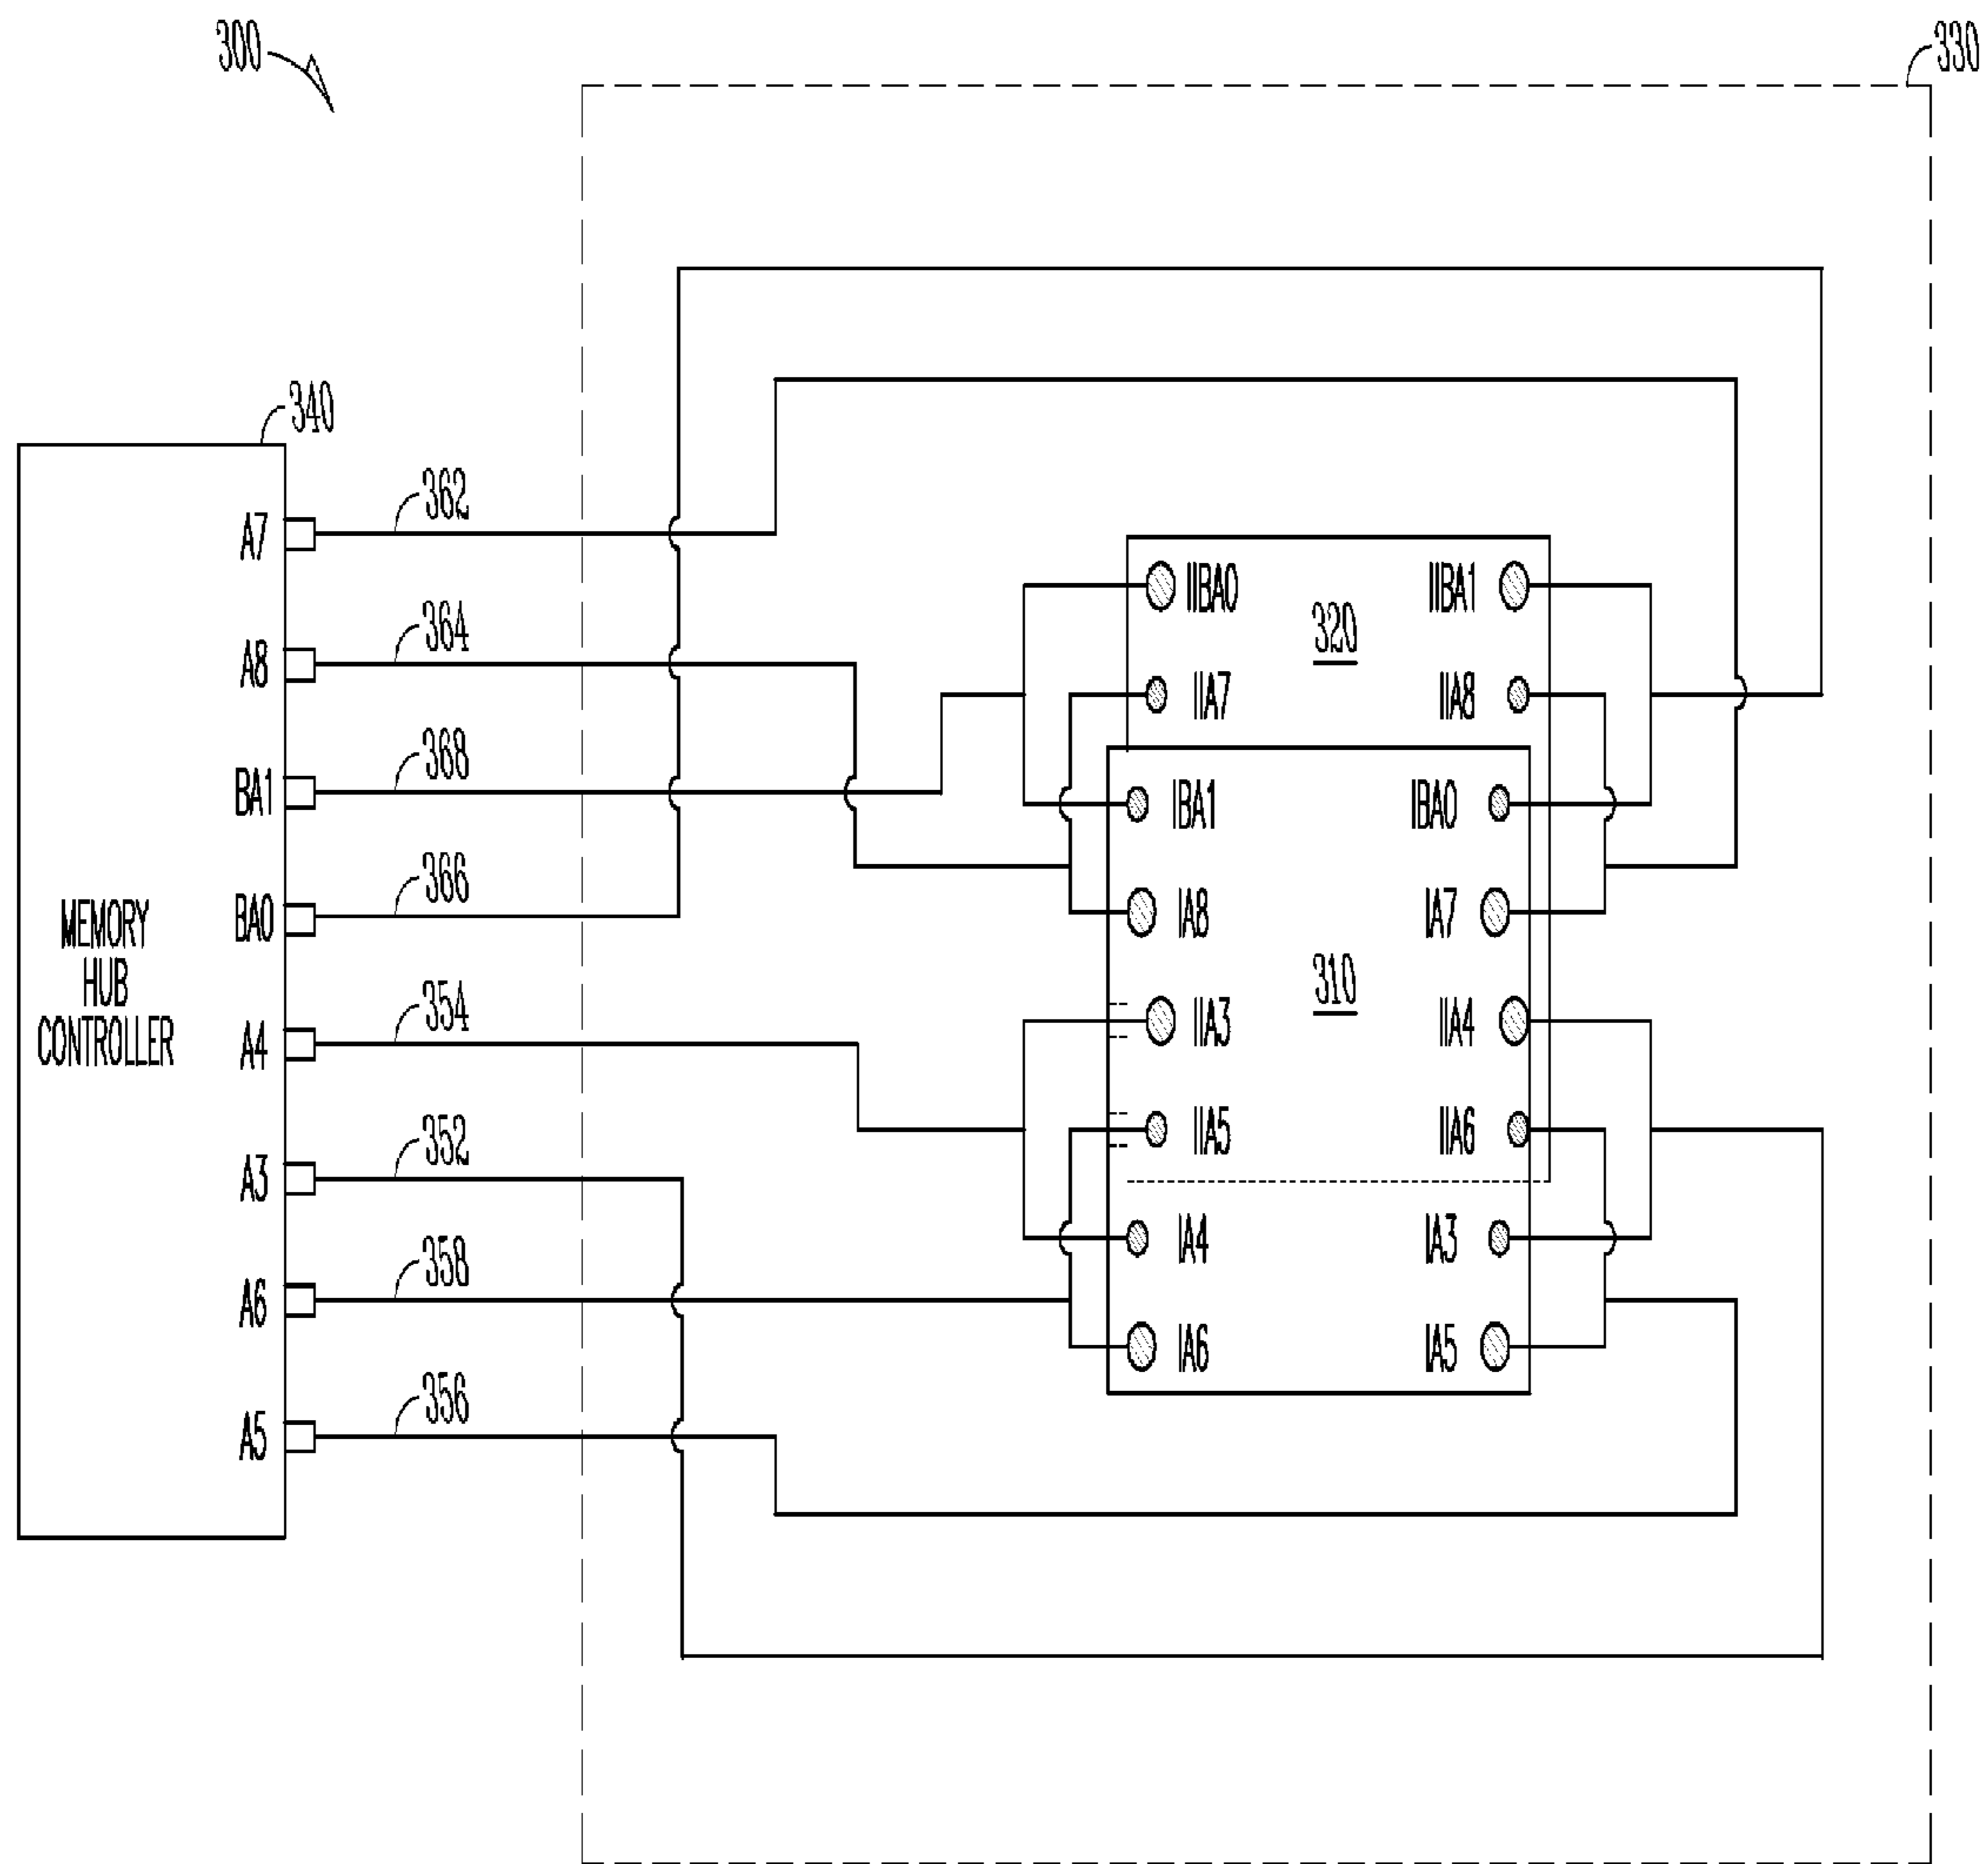 300
330
340
A7
362
A8
364
BA1
368
BA0
366
A4
354
A3
352
A6
358
A5
356
MEMORY
HUB
CONTROLLER
IIBA0
IIBA1
320
IIA7
IIA8
IBA1
IBA0
IA8
IA7
310
IIA3
IIA4
IIA5
IIA6
IA4
IA3
IA6
IA5